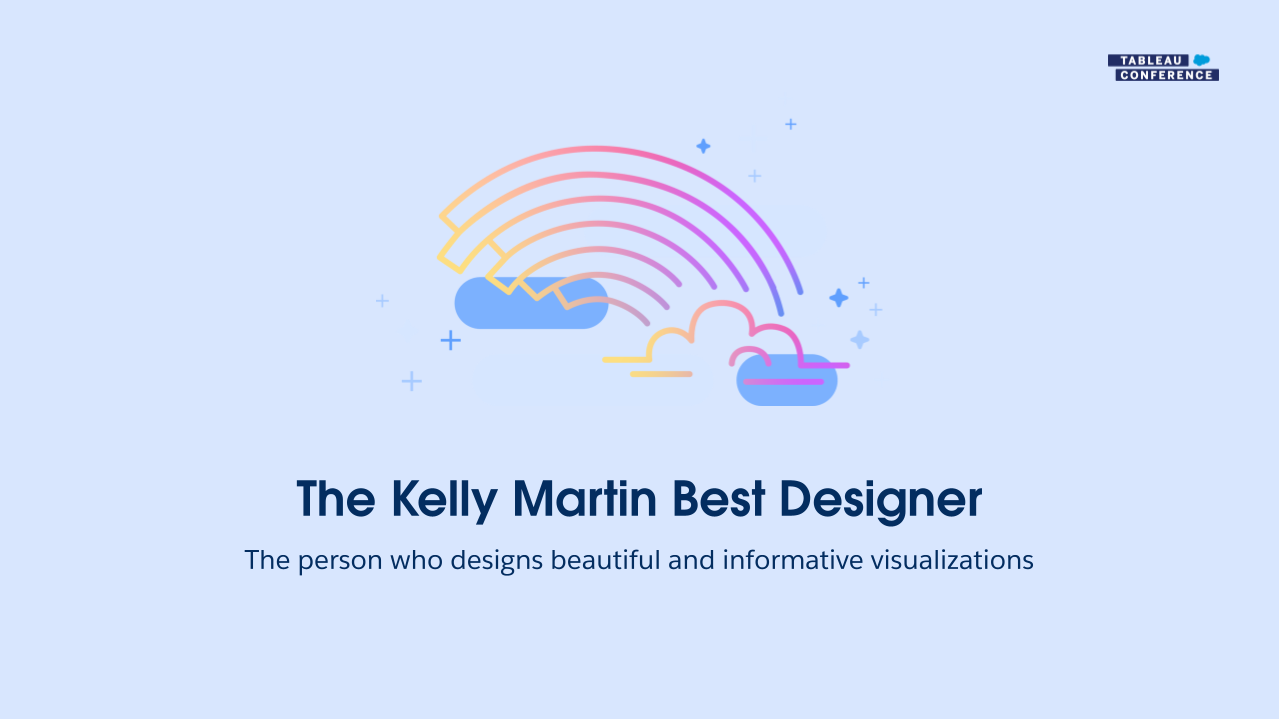 TABLEAU
CONFERENCE
The Kelly Martin Best Designer
The person who designs beautiful and informative visualizations